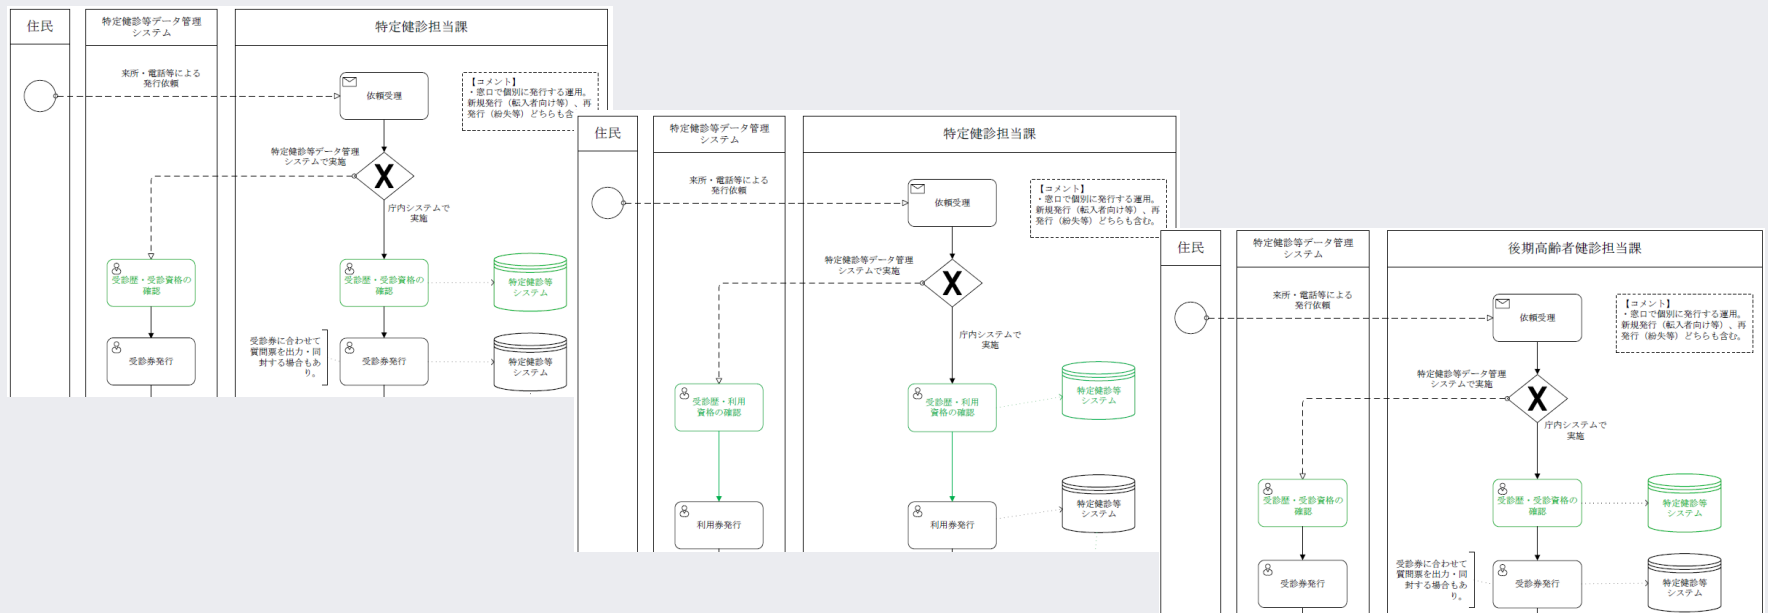 住民
特定健診等データ管理
システム
特定健診担当課
来所・電話等による
発行依頼
依頼受理
【コメント】
・窓口で個別に発行する運用。
新規発行（転入者向け等）、再
発行（紛失等）どちらも含
特定健診等データ管理
システムで実施
X
庁内システムで
実施
受診歴・受診資格の
確認
受診歴・受診資格の
確認
特定健診等
システム
受診券発行
受診券に合わせて
質問票を出力・同
封する場合もあ
り。
受診券発行
特定健診等
システム
住民
特定健診等データ管理
システム
特定健診担当課
来所・電話等による
発行依頼
依頼受理
【コメント】
・窓口で個別に発行する運用。
新規発行（転入者向け等）、再
発行（紛失等）どちらも含む。
特定健診等データ管理
システムで実施
X
庁内システムで
実施
受診歴・利用
資格の確認
受診歴・利用
資格の確認
特定健診等
システム
利用券発行
利用券発行
特定健診等
システム
住民
特定健診等データ管理
システム
後期高齢者健診担当課
来所・電話等による
発行依頼
依頼受理
【コメント】
・窓口で個別に発行する運用。
新規発行（転入者向け等）、再
発行（紛失等）どちらも含む。
特定健診等データ管理
システムで実施
X
庁内システムで
実施
受診歴・受診資格の
確認
受診歴・受診資格の
確認
特定健診等
システム
受診券発行
受診券に合わせて
質問票を出力・同
封する場合もあ
り。
受診券発行
特定健診等
システム